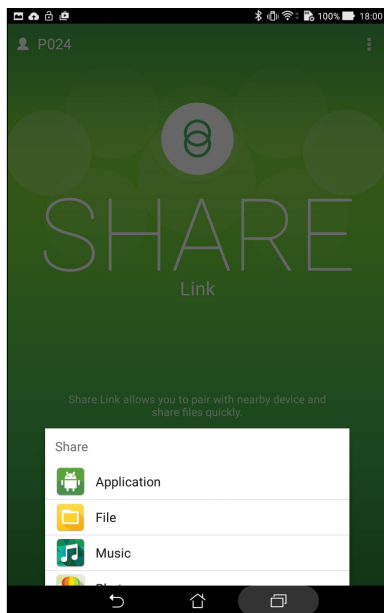 100% 18:00
P024
SHARE
Link
Share Link allows you to pair with nearby device and
share files quickly.
Share
Application
File
Music